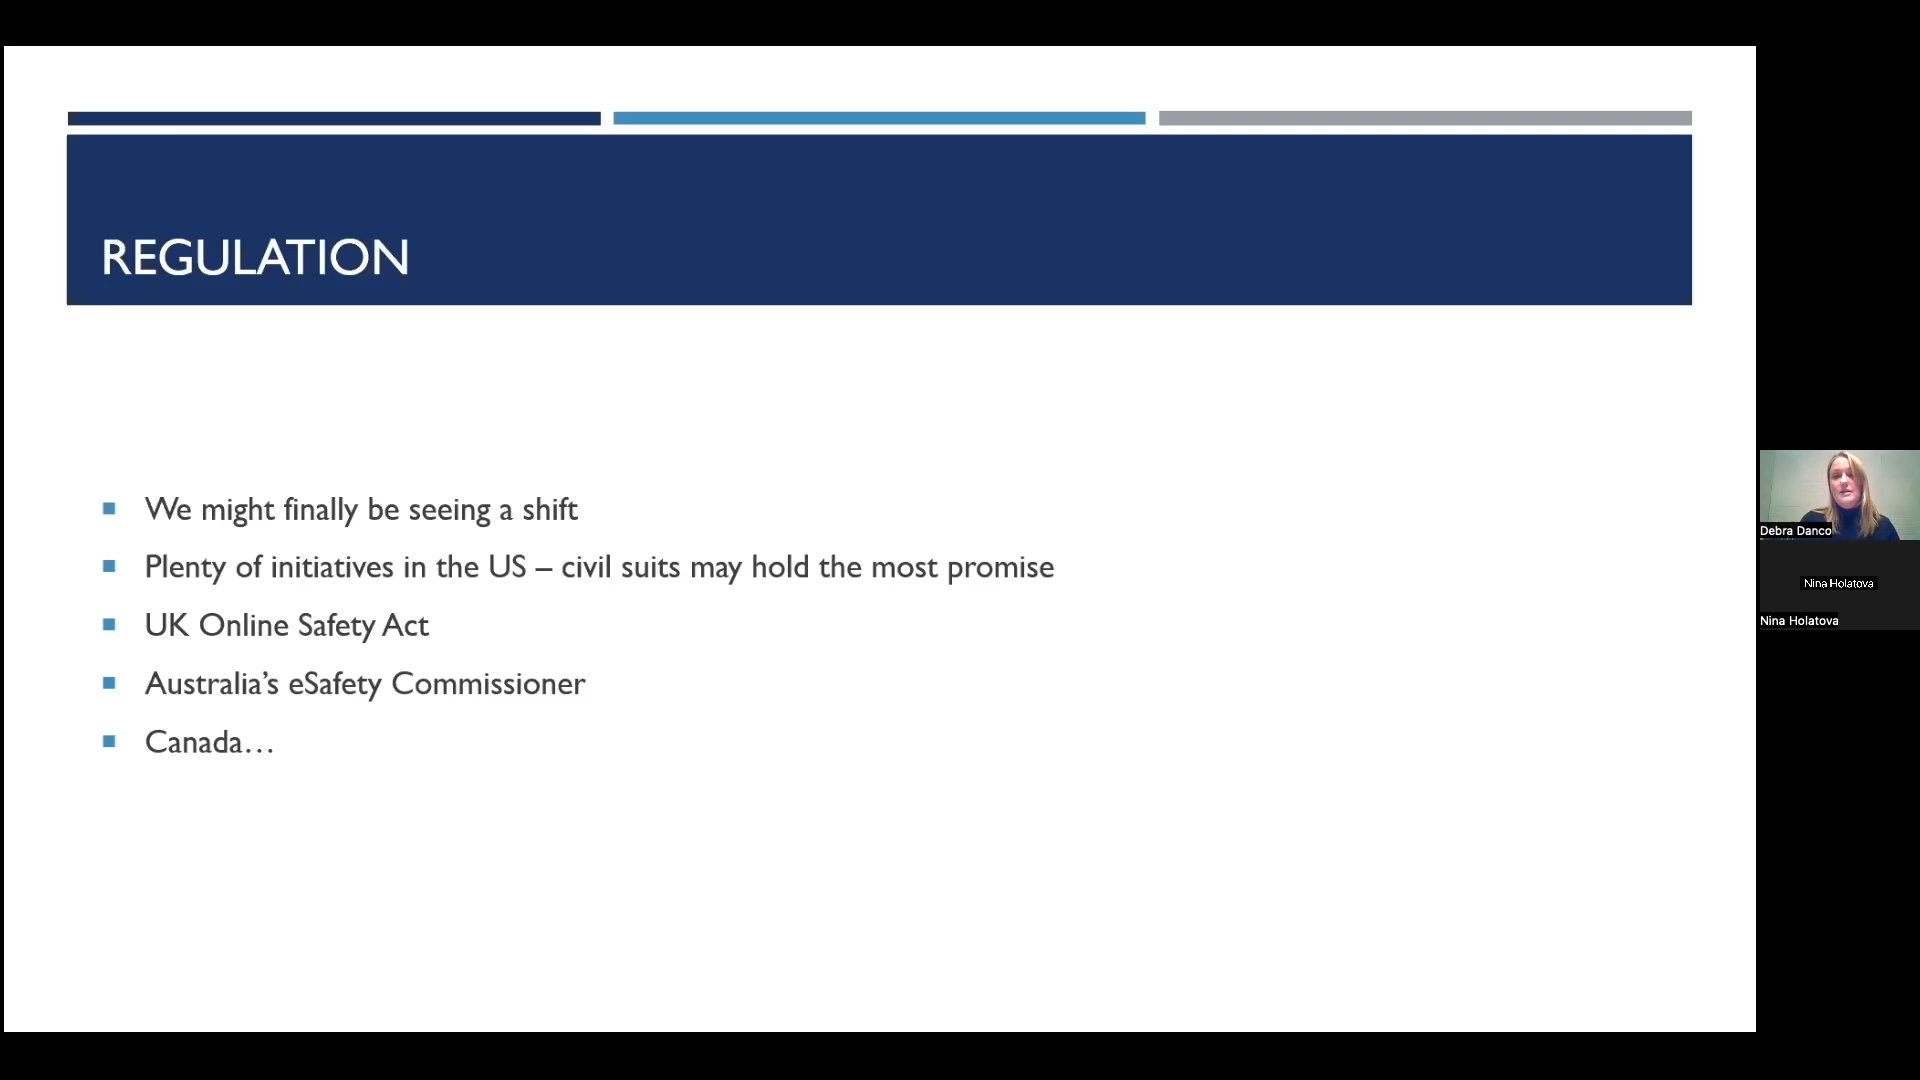 REGULATION
We might finally be seeing a shift
Plenty of initiatives in the US – civil suits may hold the most promise
UK Online Safety Act
Australia’s eSafety Commissioner
Canada…
Debra Danco
Nina Holatova
Nina Holatova